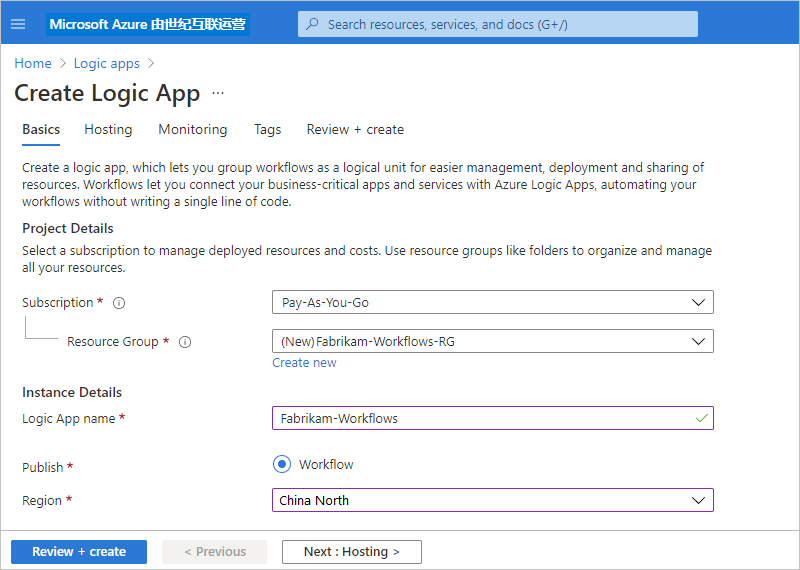 Microsoft Azure 由世纪互联运营
Search resources, services, and docs (G+/)
Home > Logic apps >
Create Logic App ...
Basics Hosting Monitoring Tags Review + create
Create a logic app, which lets you group workflows as a logical unit for easier management, deployment and sharing of
resources. Workflows let you connect your business-critical apps and services with Azure Logic Apps, automating your
workflows without writing a single line of code.
Project Details
Select a subscription to manage deployed resources and costs. Use resource groups like folders to organize and manage
all your resources.
Subscription *
Pay-As-You-Go
Resource Group *
(New)Fabrikam-Workflows-RG
Create new
Instance Details
Logic App name *
Fabrikam-Workflows
Publish *
Workflow
Region *
China North
Review + create
< Previous
Next : Hosting >